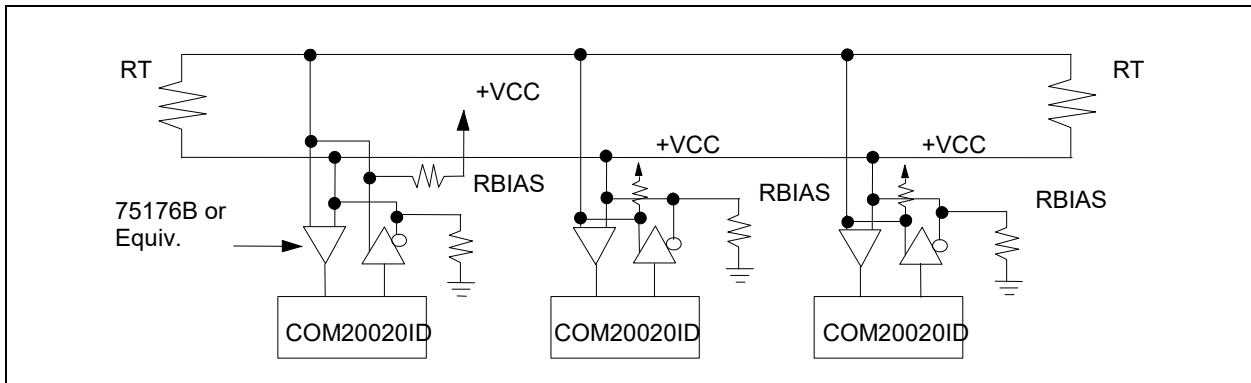 RT
RT
+VCC
+VCC
+VCC
RBIAS
RBIAS
RBIAS
75176B or
Equiv.
COM20020ID
COM20020ID
COM20020ID